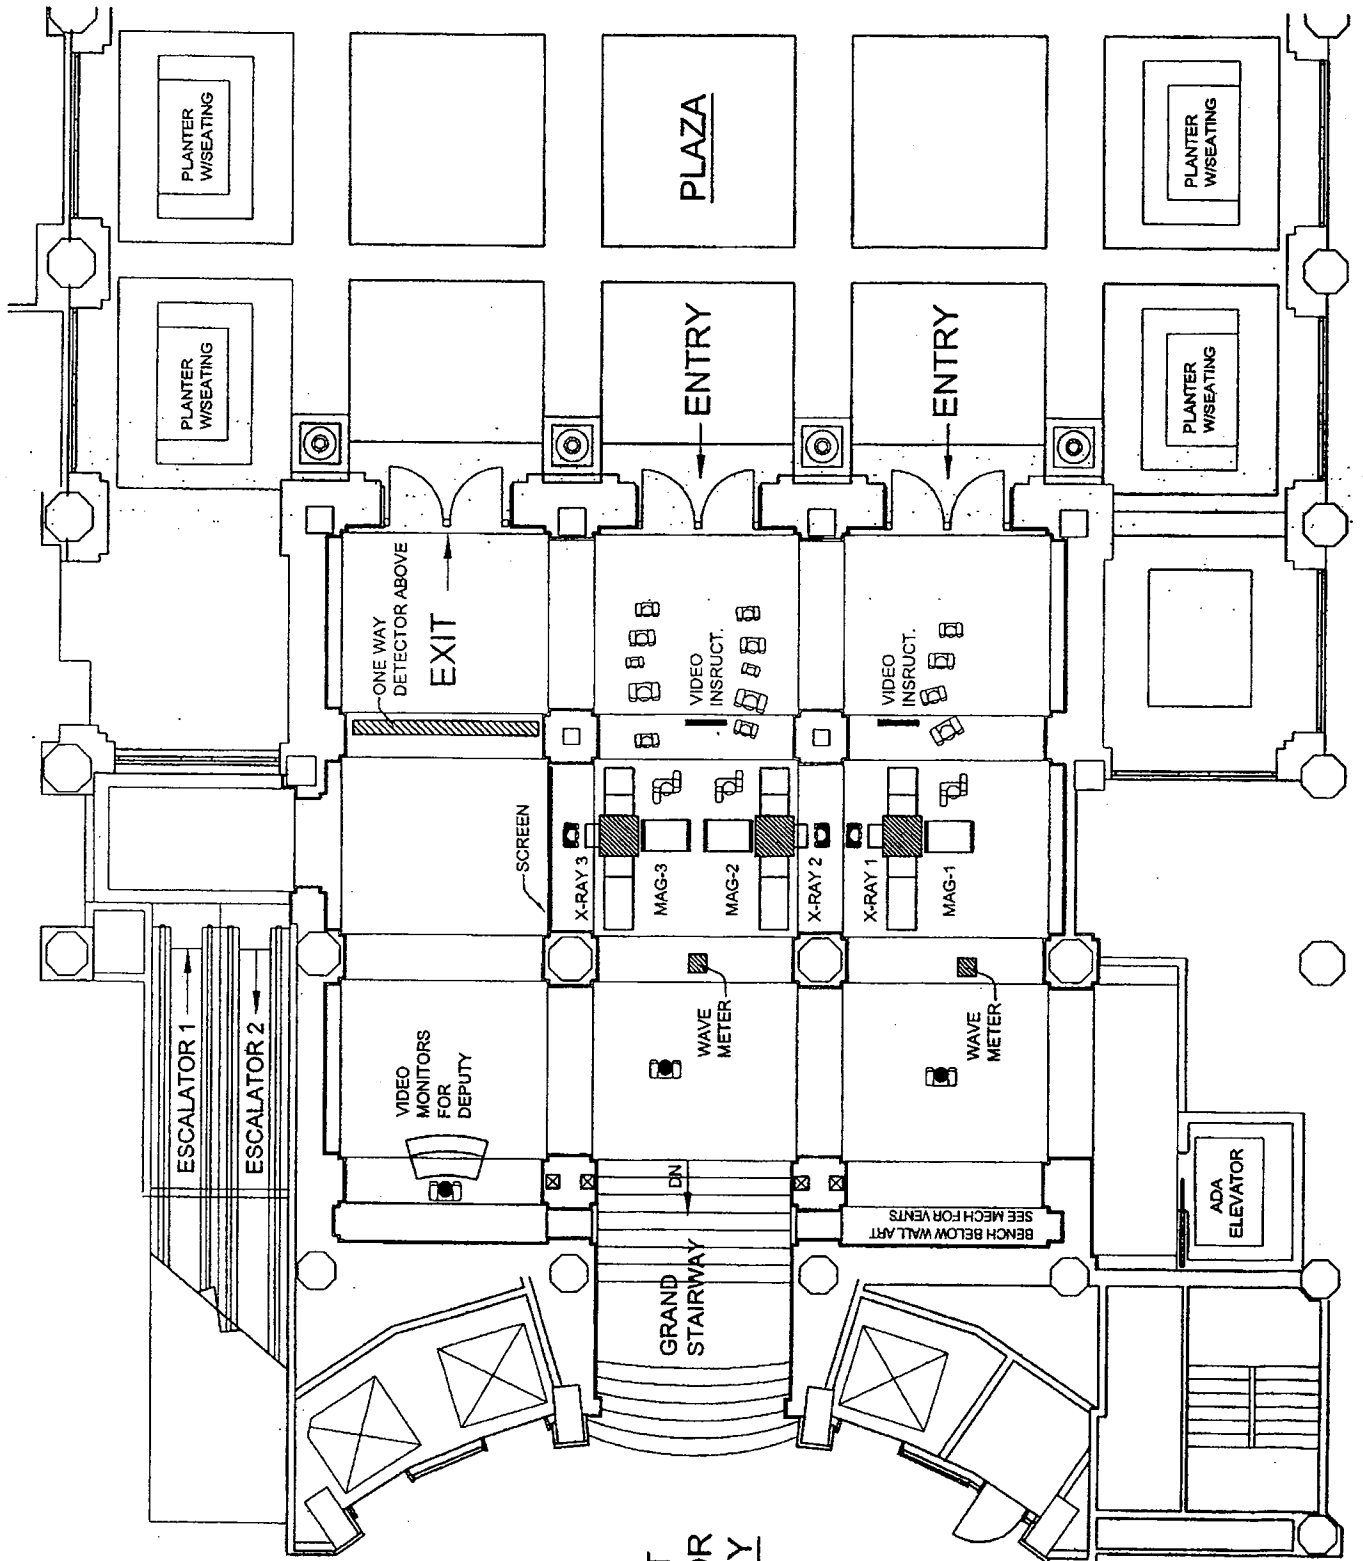 PLANTER
W/SEATING
PLAZA
PLANTER
W/SEATING
PLANTER
W/SEATING
ENTRY
ENTRY
PLANTER
W/SEATING
ONE WAY
DETECTOR ABOVE
EXIT
VIDEO
INSRUCT.
VIDEO
INSRUCT.
SCREEN
X-RAY 3
MAG-3
MAG-2
X-RAY 2
X-RAY 1
MAG-1
ESCALATOR 1
ESCALATOR 2
VIDEO
MONITORS
FOR
DEPUTY
WAVE
METER
WAVE
METER
DN
GRAND
STAIRWAY
BENCH BELOW WALL ART
SEE MECH FOR VENTS
ADA
ELEVATOR
T
OR
Y